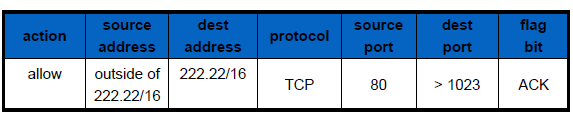 action source address dest address protocol source port dest port flag bit
allow outside of 222.22/16 222.22/16 TCP 80 > 1023 ACK